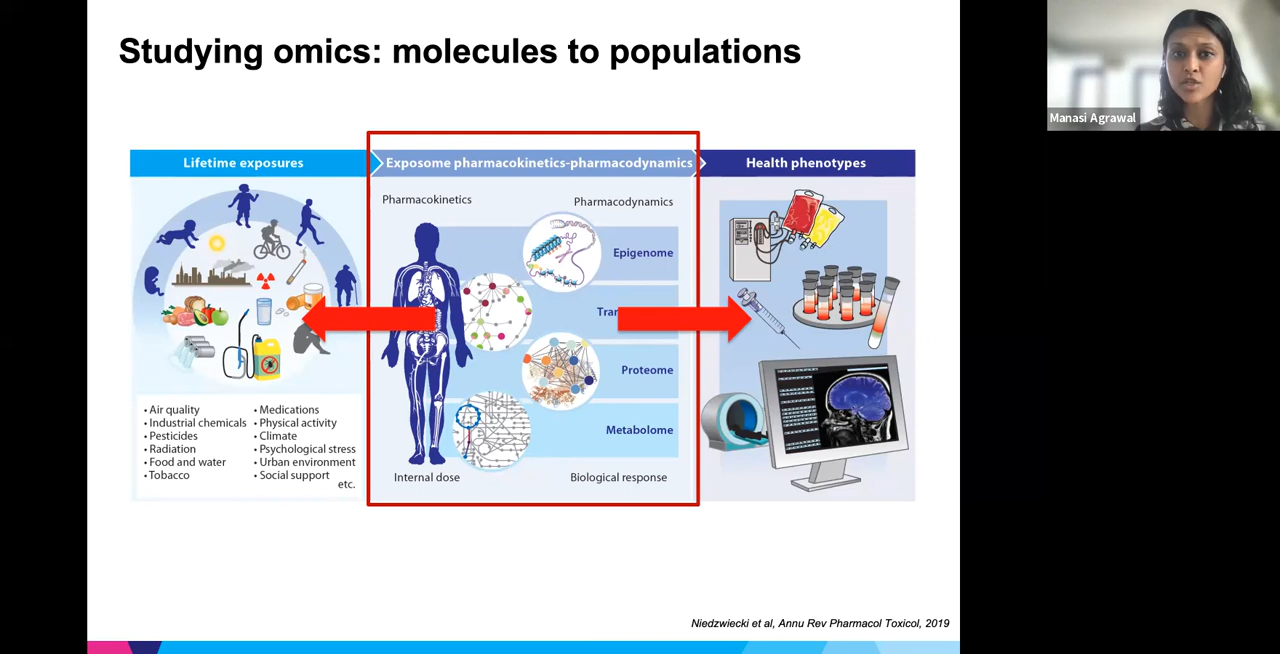 Studying omics: molecules to populations
Manasi Agrawal
Lifetime exposures
Exposome pharmacokinetics-pharmacodynamics
Health phenotypes
Pharmacokinetics
Pharmacodynamics
Epigenome
Proteome
Metabolome
• Air quality
• Industrial chemicals
• Pesticides
• Radiation
• Food and water
• Tobacco
• Medications
• Physical activity
• Climate
• Psychological stress
• Urban environment
• Social support
etc.
Internal dose
Biological response
Niedzwiecki et al, Annu Rev Pharmacol Toxicol, 2019